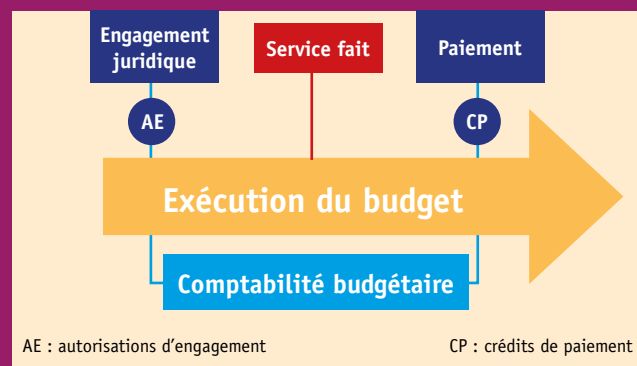 Engagement
juridique
Service fait
Paiement
AE
CP
Exécution du budget
Comptabilité budgétaire
AE : autorisations d'engagement
CP : crédits de paiement